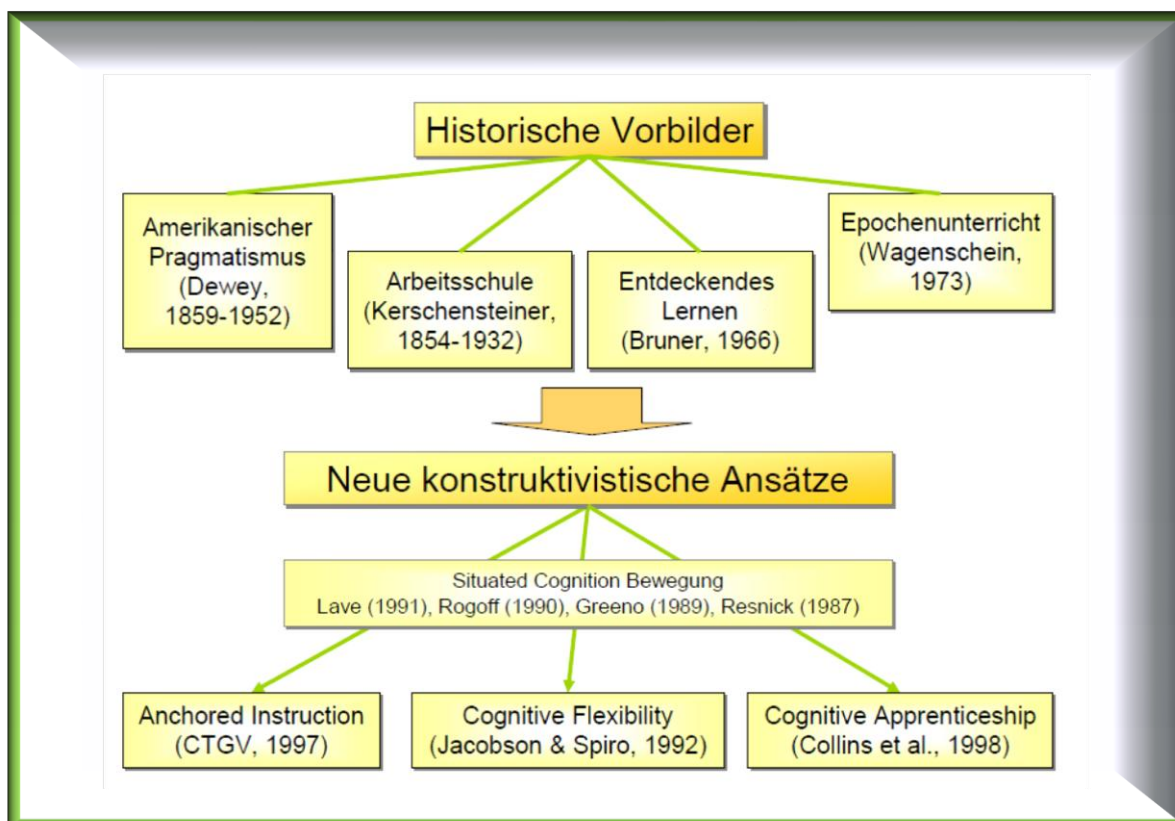 Historische Vorbilder
Amerikanischer
Pragmatismus
(Dewey,
1859-1952)
Arbeitsschule
(Kerschensteiner,
1854-1932)
Entdeckendes
Lernen
(Bruner, 1966)
Epochenunterricht
(Wagenschein,
1973)
Neue konstruktivistische Ansätze
Situated Cognition Bewegung
Lave (1991), Rogoff (1990), Greeno (1989), Resnick (1987)
Anchored Instruction
(CTGV, 1997)
Cognitive Flexibility
(Jacobson & Spiro, 1992)
Cognitive Apprenticeship
(Collins et al., 1998)